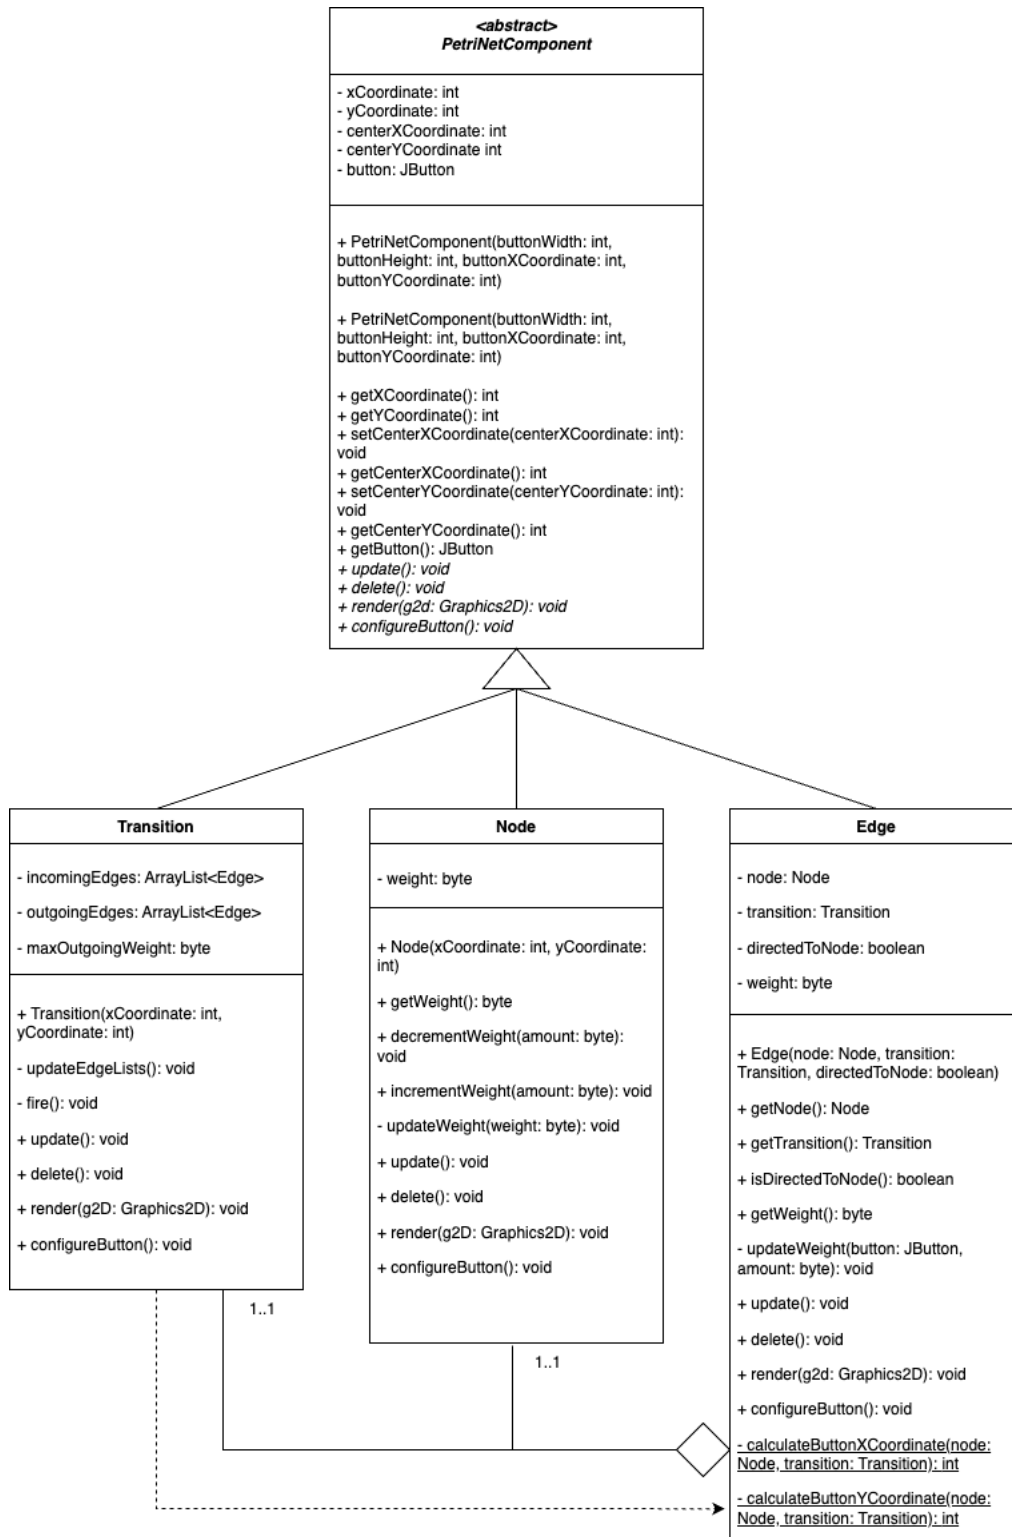 <abstract>
PetriNetComponent
- xCoordinate: int
- yCoordinate: int
- centerXCoordinate: int
- centerYCoordinate int
- button: JButton
+ PetriNetComponent(buttonWidth: int,
buttonHeight: int, buttonXCoordinate: int,
buttonYCoordinate: int)
+ PetriNetComponent(buttonWidth: int,
buttonHeight: int, buttonXCoordinate: int,
buttonYCoordinate: int)
+ getXCoordinate(): int
+ getYCoordinate(): int
+ setCenterXCoordinate(centerXCoordinate: int):
void
+ getCenterXCoordinate(): int
+ setCenterYCoordinate(centerYCoordinate: int):
void
+ getCenterYCoordinate(): int
+ getButton(): JButton
+ update(): void
+ delete(): void
+ render(g2d: Graphics2D): void
+ configureButton(): void
Transition
- incomingEdges: ArrayList<Edge>
- outgoingEdges: ArrayList<Edge>
- maxOutgoingWeight: byte
+ Transition(xCoordinate: int,
yCoordinate: int)
- updateEdgeLists(): void
- fire(): void
+ update(): void
+ delete(): void
+ render(g2D: Graphics2D): void
+ configureButton(): void
1..1
Node
- weight: byte
+ Node(xCoordinate: int, yCoordinate:
int)
+ getWeight(): byte
+ decrementWeight(amount: byte):
void
+ incrementWeight(amount: byte): void
- updateWeight(weight: byte): void
+ update(): void
+ delete(): void
+ render(g2D: Graphics2D): void
+ configureButton(): void
1..1
Edge
- node: Node
- transition: Transition
- directedToNode: boolean
- weight: byte
+ Edge(node: Node, transition:
Transition, directedToNode: boolean)
+ getNode(): Node
+ getTransition(): Transition
+ isDirectedToNode(): boolean
+ getWeight(): byte
- updateWeight(button: JButton,
amount: byte): void
+ update(): void
+ delete(): void
+ render(g2d: Graphics2D): void
+ configureButton(): void
- calculateButtonXCoordinate(node:
Node, transition: Transition): int
- calculateButtonYCoordinate(node:
Node, transition: Transition): int